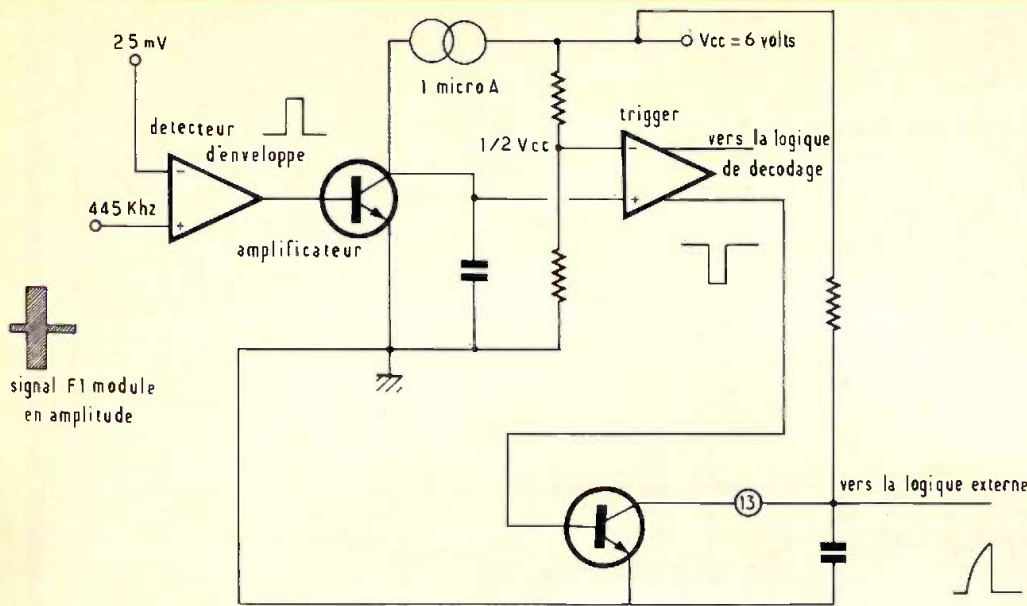 25 mV
detecteur
d'enveloppe
445 Khz
-
+
amplificateur
signal F1 module
en amplitude
1 micro A
Vcc = 6 volts
1/2 Vcc
trigger
-
+
vers la logique
de decodage
13
vers la logique externe